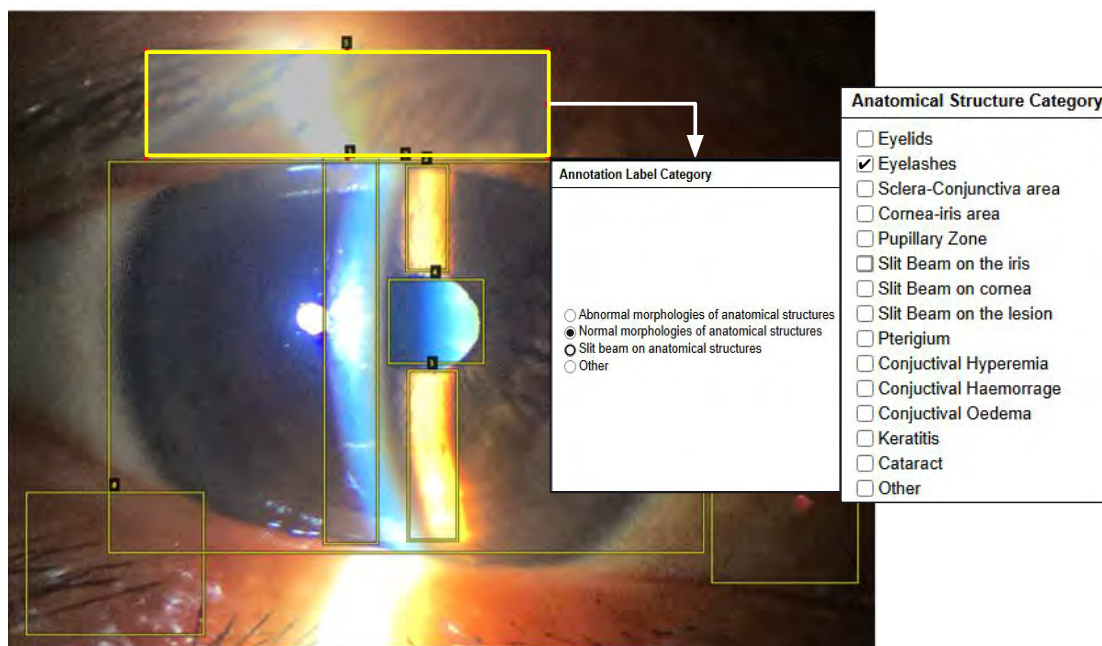 Annotation Label Category
Abnormal morphologies of anatomical structures
Normal morphologies of anatomical structures
Slit beam on anatomical structures
Other
Anatomical Structure Category
Eyelids
Eyelashes
Sclera-Conjunctiva area
Cornea-iris area
Pupillary Zone
Slit Beam on the iris
Slit Beam on cornea
Slit Beam on the lesion
Pterigium
Conjuctival Hyperemia
Conjuctival Haemorrage
Conjuctival Oedema
Keratitis
Cataract
Other